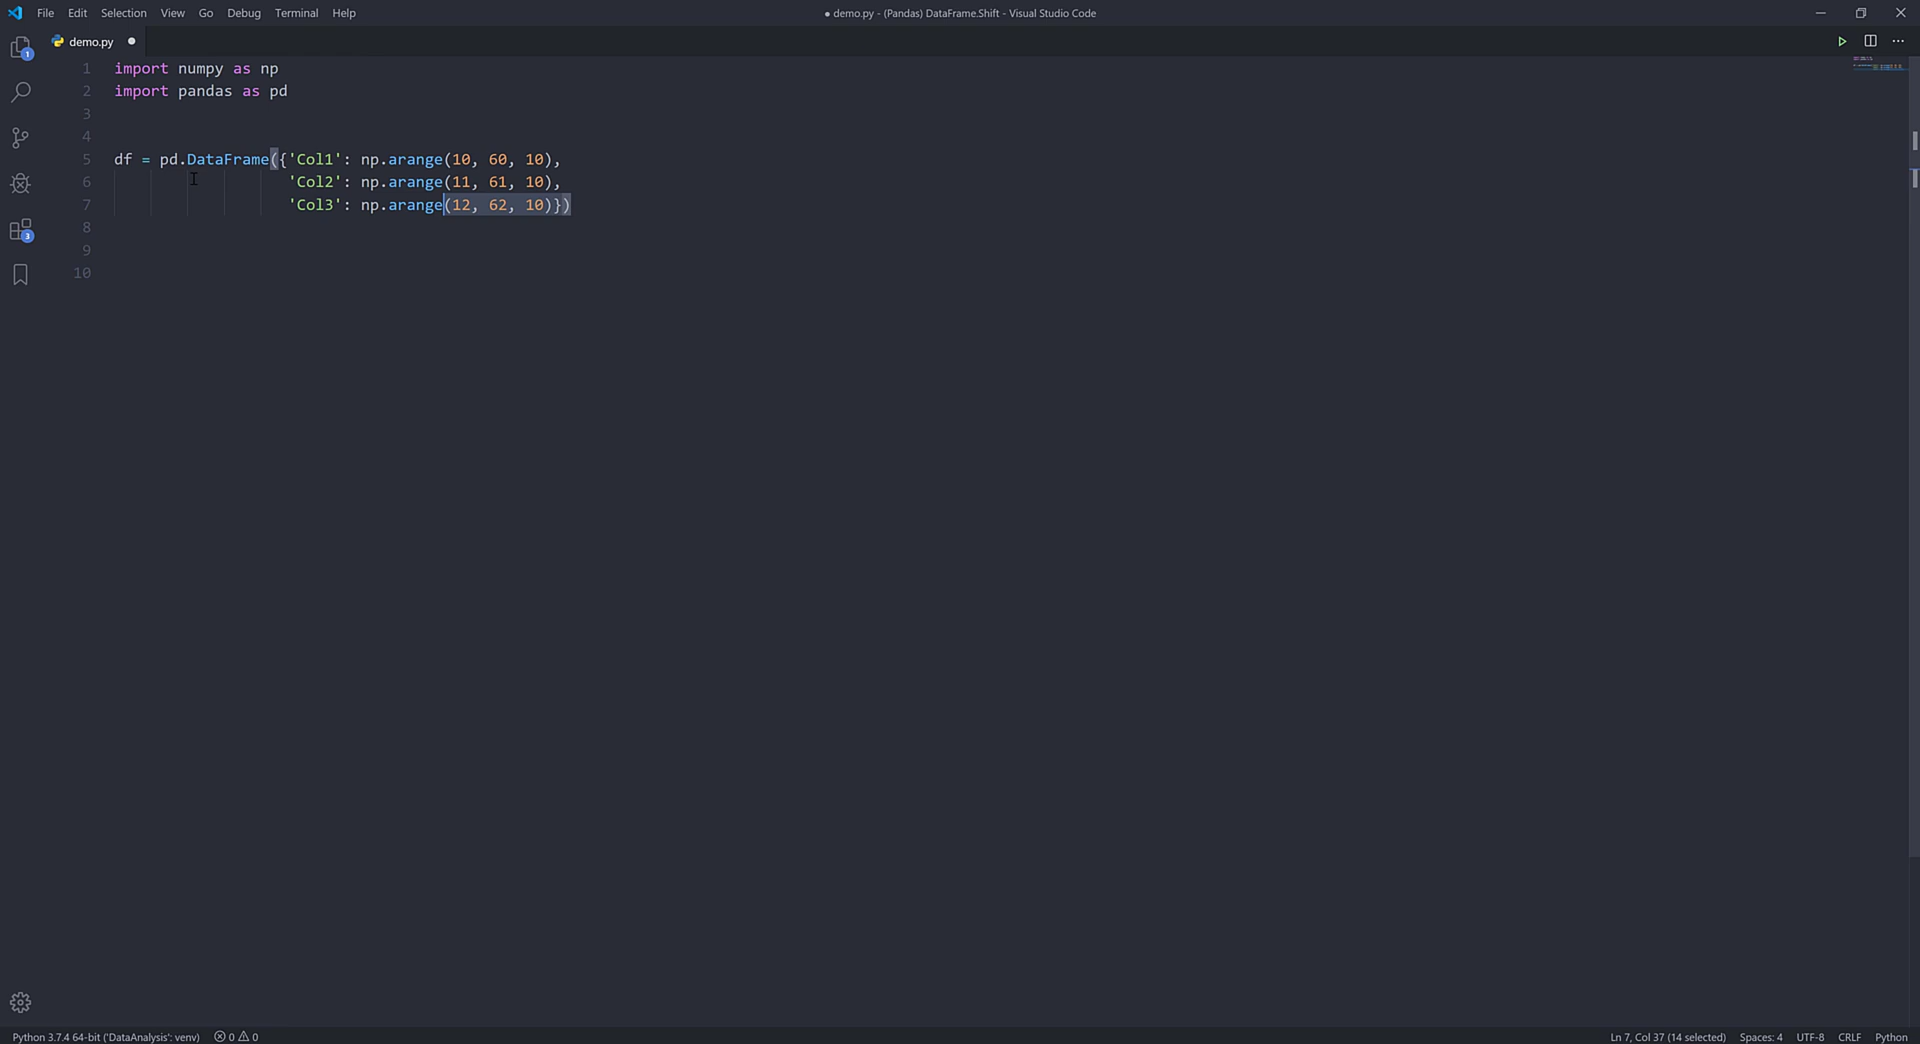 File Edit Selection View Go Debug Terminal Help
● demo.py - (Pandas) DataFrame.Shift - Visual Studio Code
demo.py ●
1 import numpy as np
2 import pandas as pd
3
4
5 df = pd.DataFrame({'Col1': np.arange(10, 60, 10),
6 'Col2': np.arange(11, 61, 10),
7 'Col3': np.arange(12, 62, 10)})
8
9
10
1
3
Python 3.7.4 64-bit ('DataAnalysis': venv) 0 0 Ln 7, Col 37 (14 selected) Spaces: 4 UTF-8 CRLF Python